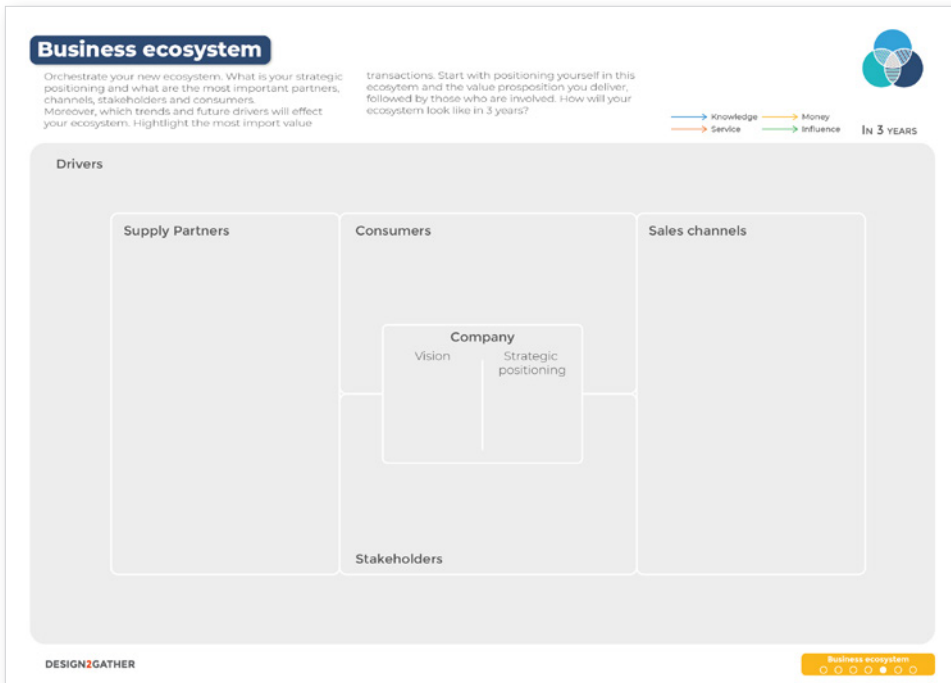 Business ecosystem
Orchestrate your new ecosystem. What is your strategic
positioning and what are the most important partners,
channels, stakeholders and consumers.
Moreover, which trends and future drivers will effect
your ecosystem. Hightlight the most import value
transactions. Start with positioning yourself in this
ecoytem and the value prosposition you deliver,
followed by those who are involved. How will your
ecosystem look like in 3 years?
Knowledge
Money
Service
Influence
IN 3 YEARS
Drivers
Supply Partners
Consumers
Sales channels
Company
Vision
Strategic
positioning
Stakeholders
DESIGN2GATHER
Business ecosystem